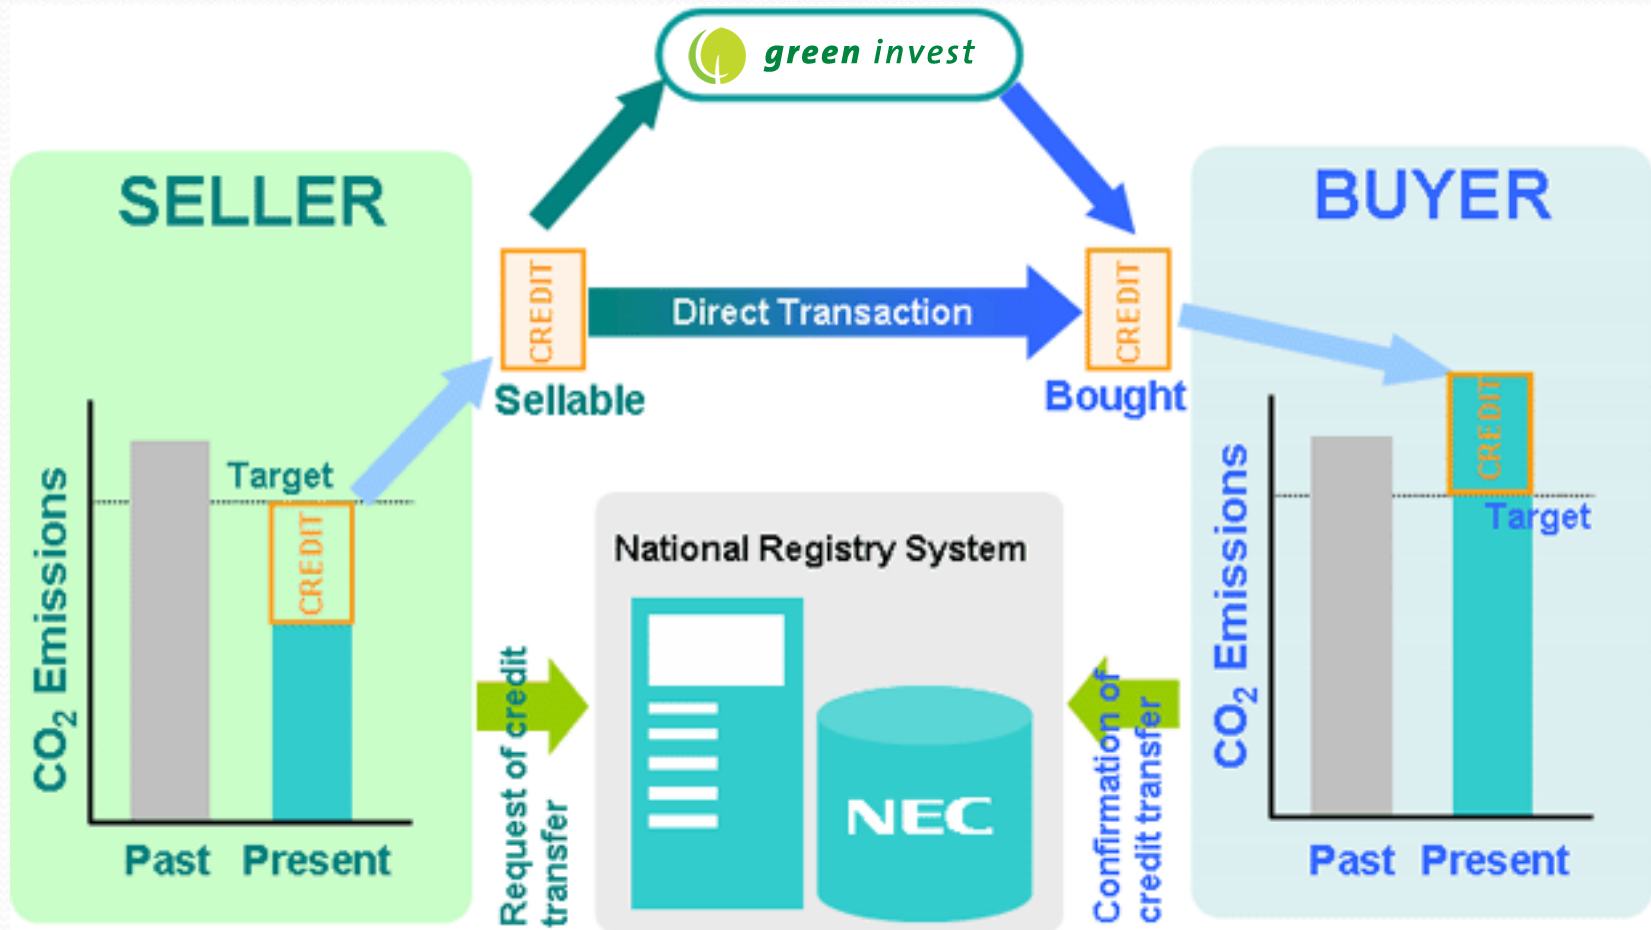 green invest
SELLER
BUYER
CREDIT
Direct Transaction
CREDIT
Sellable
Bought
CO₂ Emissions
Target
CREDIT
Past
Present
National Registry System
NEC
Request of credit
transfer
Confirmation of
credit transfer
CO₂ Emissions
CREDIT
Target
Past
Present